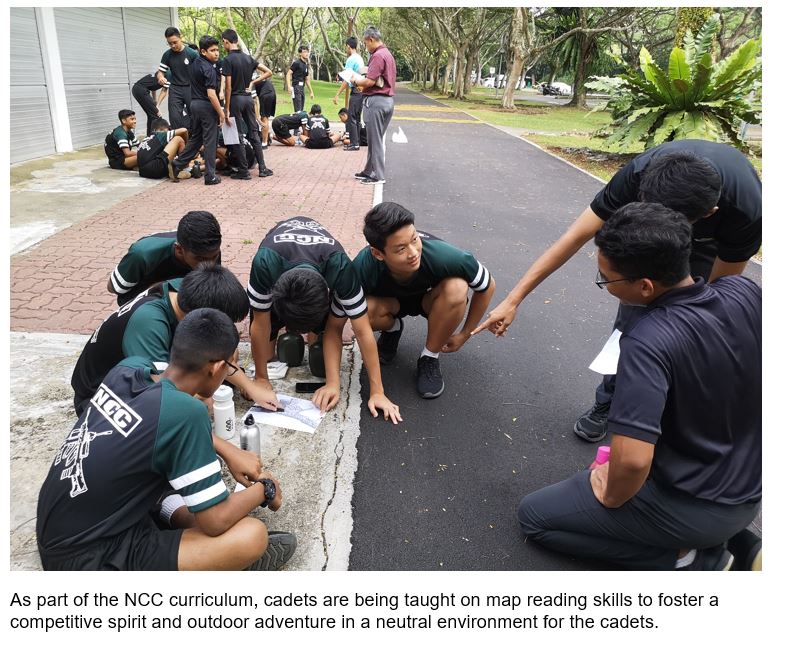 NCC
NCC
As part of the NCC curriculum, cadets are being taught on map reading skills to foster a
competitive spirit and outdoor adventure in a neutral environment for the cadets.